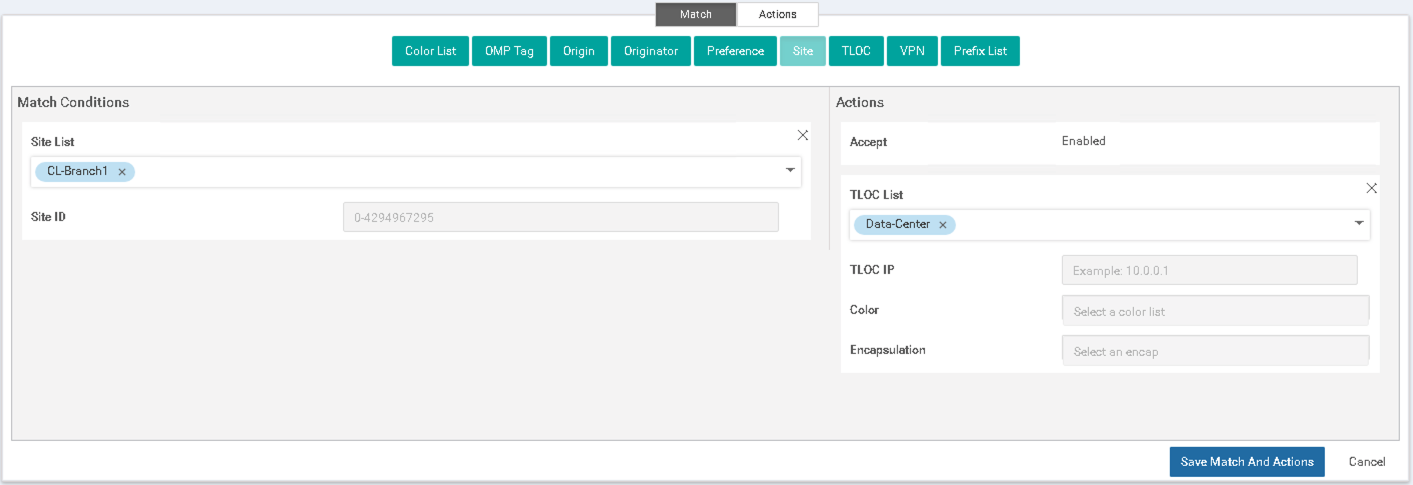 Match Actions
Color List OMP Tag Origin Originator Preference Site TLOC VPN Prefix List
Match Conditions
Site List
CL-Branch1 ×
Site ID 0-4294967295
Actions
Accept Enabled
TLOC List
Data-Center ×
TLOC IP Example: 10.0.0.1
Color Select a color list
Encapsulation Select an encap
Save Match And Actions Cancel